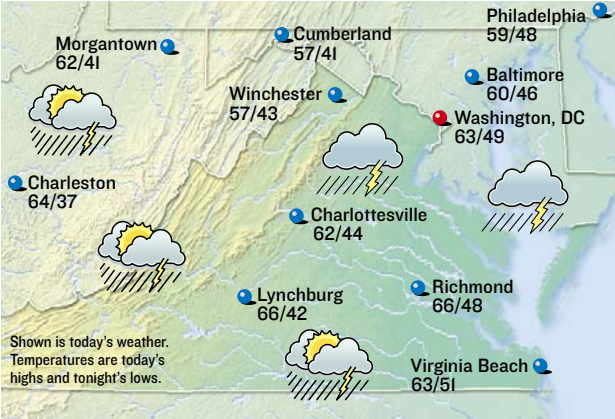 Philadelphia
59/48
Cumberland
57/41
Morgantown
62/41
Baltimore
60/46
Winchester
57/43
Washington, DC
63/49
Charleston
64/37
Charlottesville
62/44
Richmond
66/48
Lynchburg
66/42
Shown is today's weather.
Temperatures are today's
highs and tonight's lows.
Virginia Beach
63/51